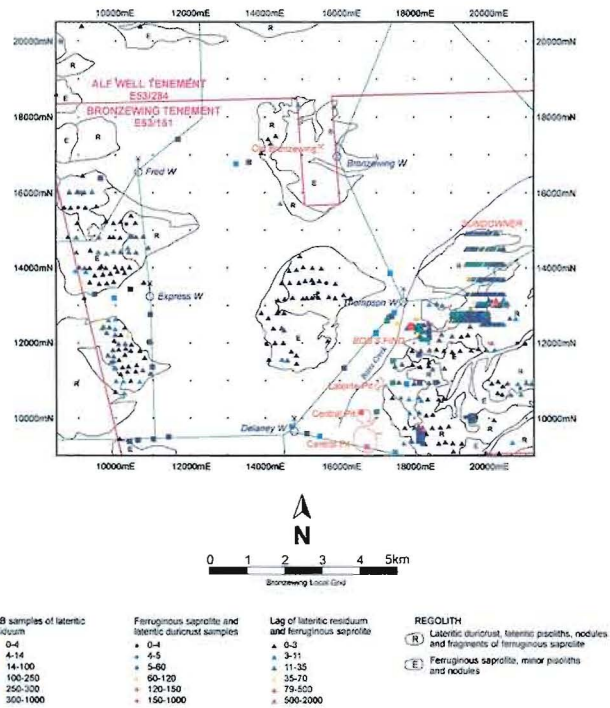 10000mE 12000mE 14000mE 16000mE 18000mE 20000mE
20000mN 20000mN
R
E
R
E
R
ALF WELL TENEMENT
E53/284
BRONZEWING TENEMENT
18000mN 18000mN
E R
R
Old Bronzewing
Bronzewing W
Fred W
E
16000mN 16000mN
R
SUNDOWNER
R
E
14000mN 14000mN
Express W
Thompson W
E
12000mN 12000mN
E
R
Laterite Pit
Central Pit
10000mN 10000mN
Delaney W
Central Pit
E
R
10000mE 12000mE 14000mE 16000mE 18000mE 20000mE
N
0 1 2 3 4 5km
Bronzewing Local Grid
B samples of lateritic
iduum
0-4
4-14
14-100
100-250
250-300
300-1000
Ferruginous saprolite and
lateritic duricrust samples
0-4
4-5
5-60
60-120
120-150
150-1000
Lag of lateritic residuum
and ferruginous saprolite
0-3
3-11
11-35
35-70
79-500
500-2000
REGOLITH
R Lateritic duricrust, lateritic pisoliths, nodules
and fragments of ferruginous saprolite
E Ferruginous saprolite, minor pisoliths
and nodules